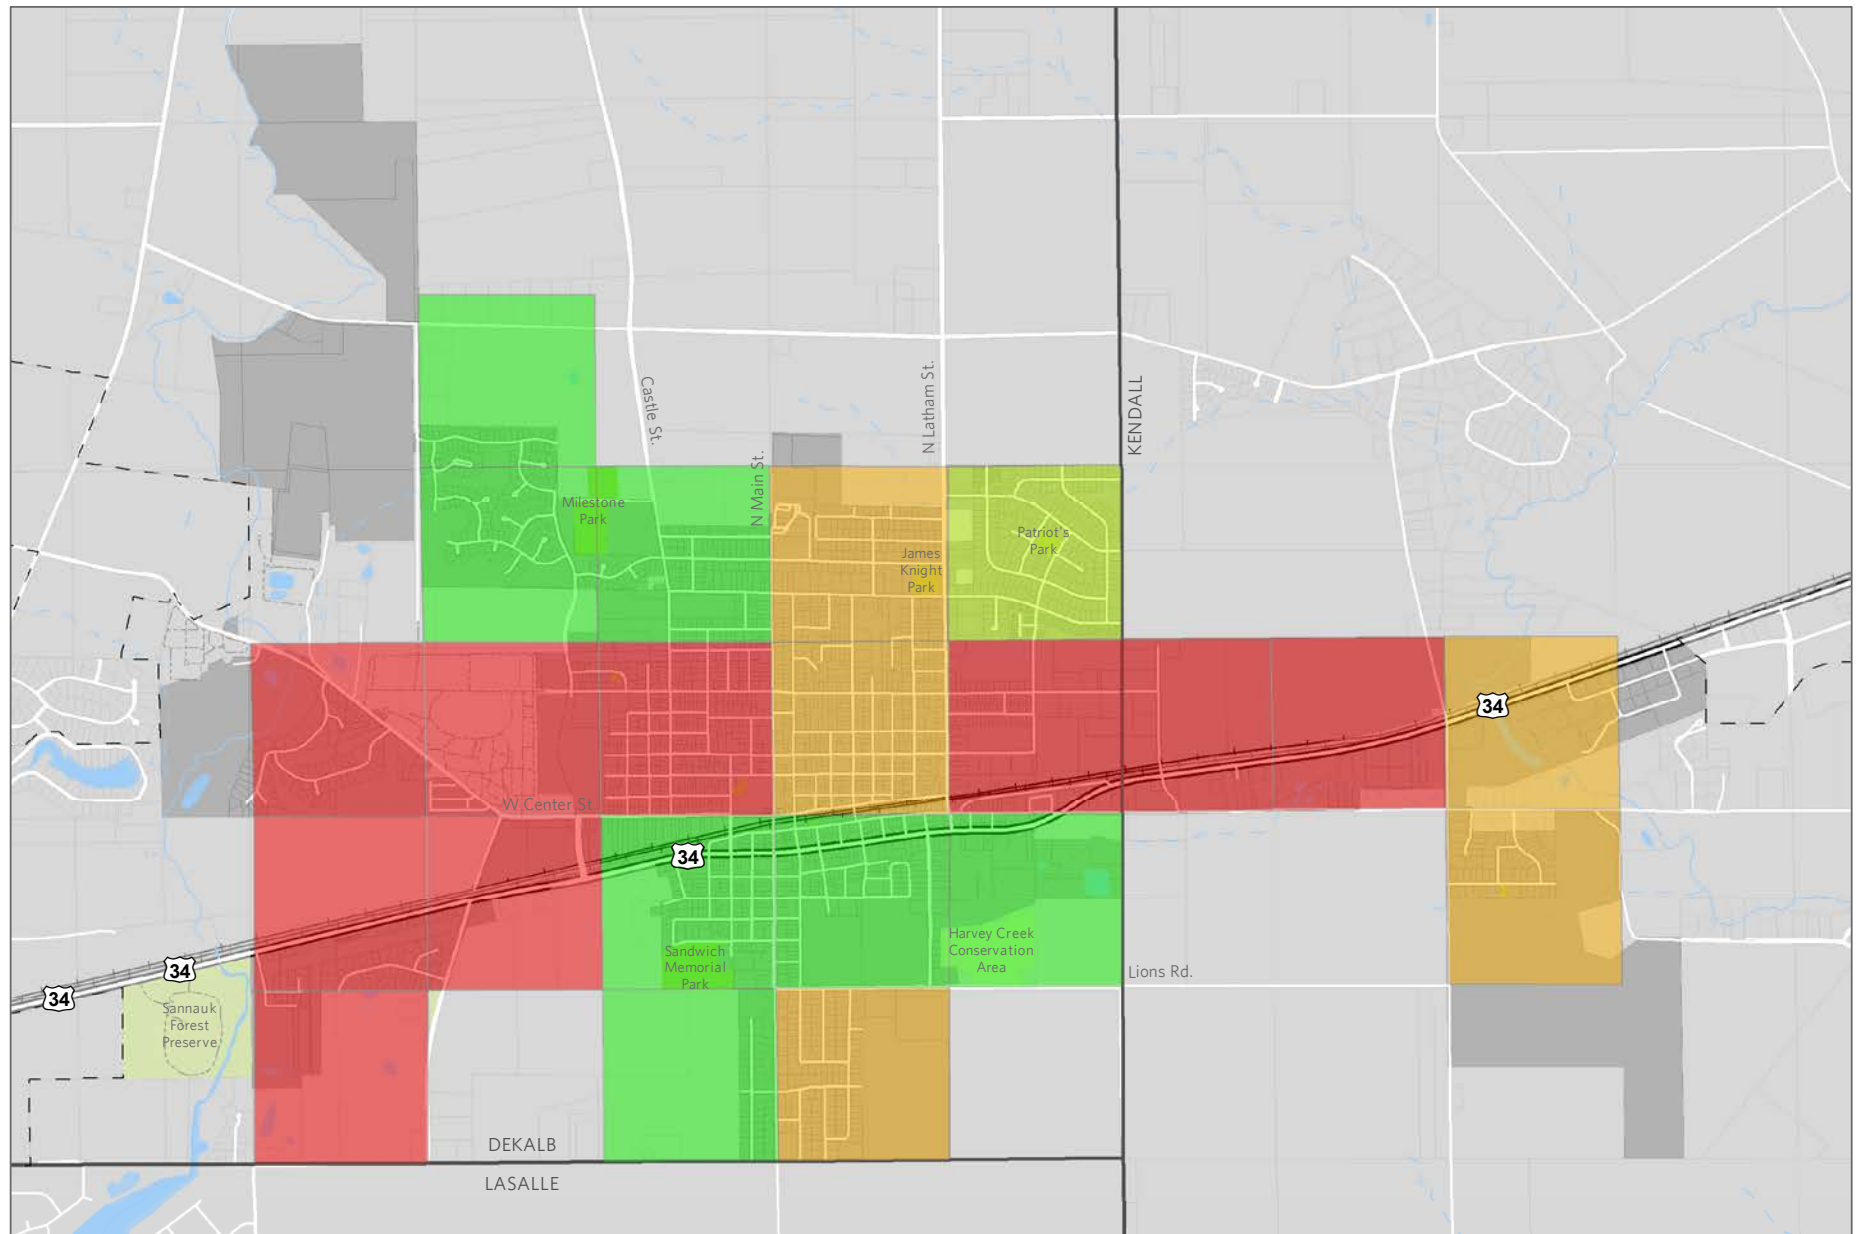 Castle St.
N Latham St.
KENDALL
N Main St.
Milestone
Park
Patriot's
Park
James
Knight
Park
34
W Center St.
34
Harvey Creek
Conservation
Area
Sandwich
Memorial
Park
Lions Rd.
34
34
Sannauk
Forest
Preserve
DEKALB
LASALLE